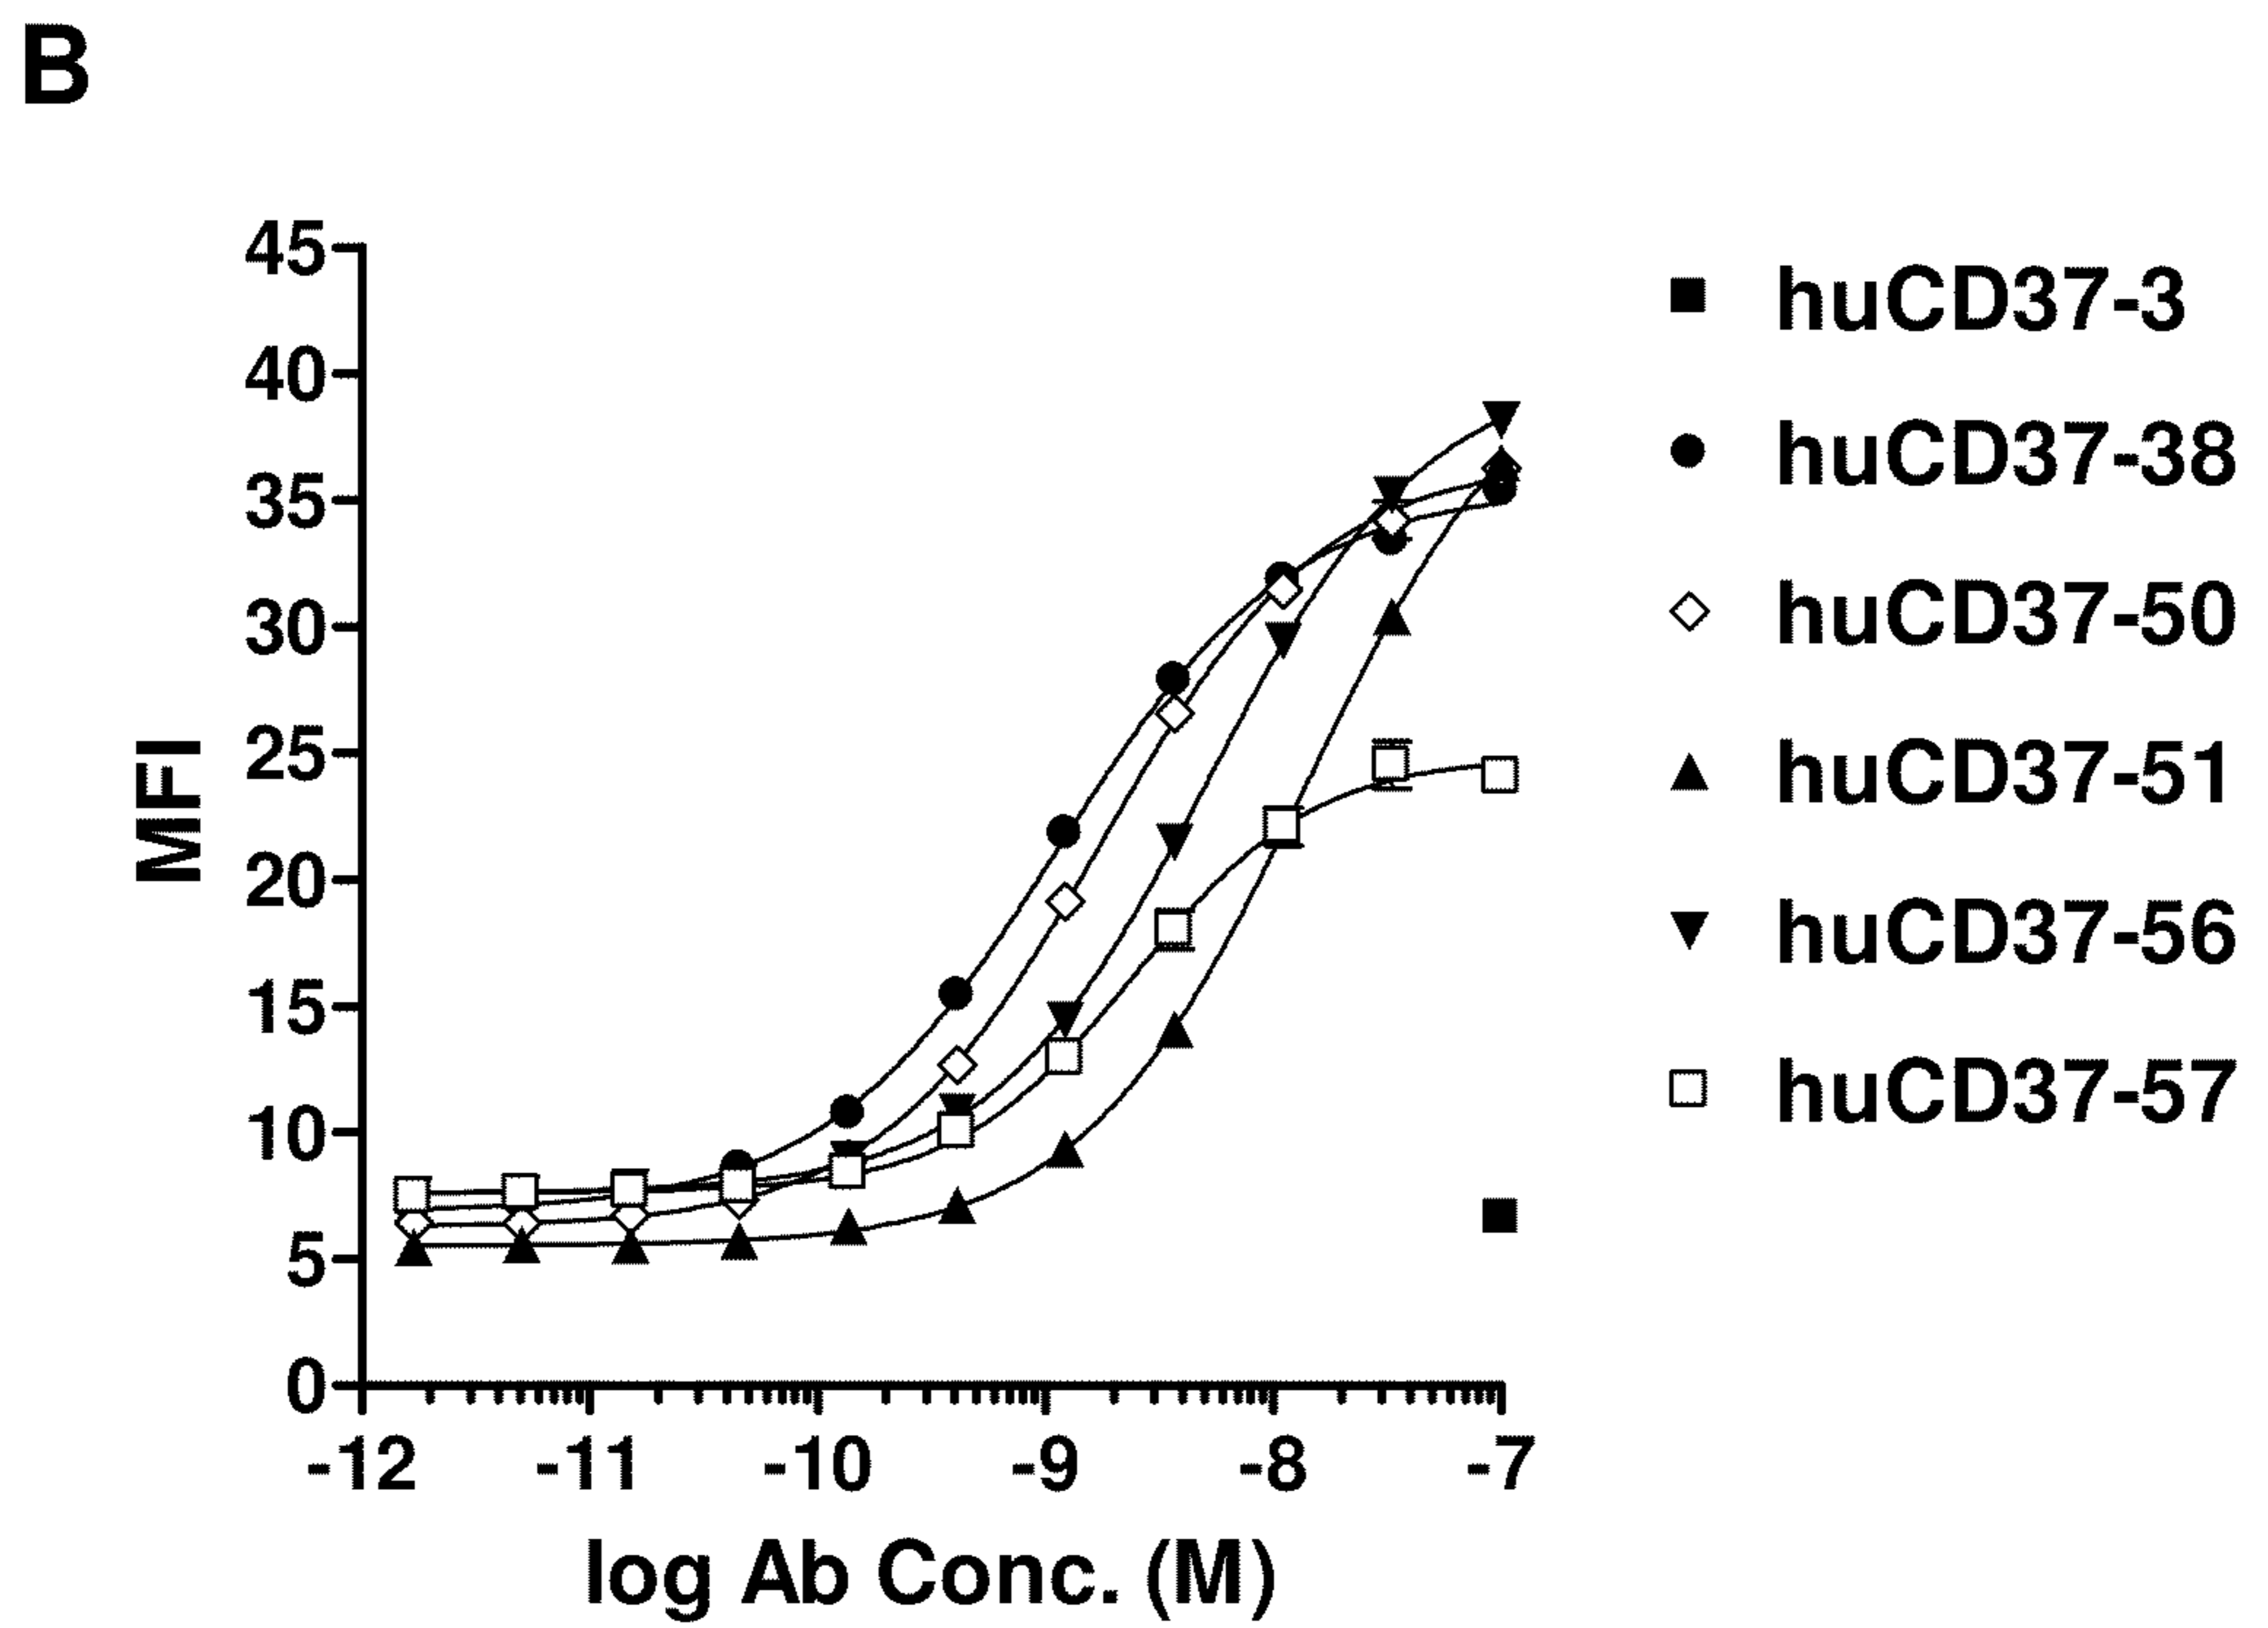 B
45
40
35
30
25
20
15
10
5
0
MFI
-12 -11 -10 -9 -8 -7
log Ab Conc. (M)
huCD37-3
huCD37-38
huCD37-50
huCD37-51
huCD37-56
huCD37-57